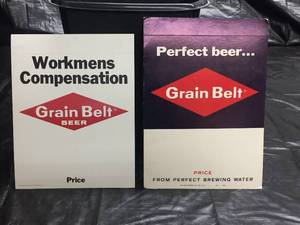 Workmens
Compensation
Grain Belt
BEER
Price
Perfect beer...
Grain Belt
PRICE
FROM PERFECT BREWING WATER